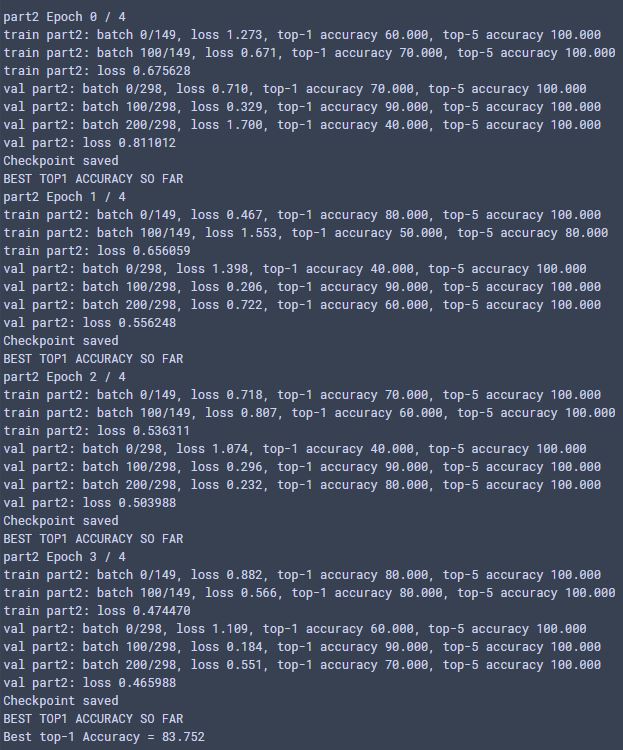 part2 Epoch 0 / 4
train part2: batch 0/149, loss 1.273, top-1 accuracy 60.000, top-5 accuracy 100.000
train part2: batch 100/149, loss 0.671, top-1 accuracy 70.000, top-5 accuracy 100.000
train part2: loss 0.675628
val part2: batch 0/298, loss 0.710, top-1 accuracy 70.000, top-5 accuracy 100.000
val part2: batch 100/298, loss 0.329, top-1 accuracy 90.000, top-5 accuracy 100.000
val part2: batch 200/298, loss 1.700, top-1 accuracy 40.000, top-5 accuracy 100.000
val part2: loss 0.811012
Checkpoint saved
BEST TOP1 ACCURACY SO FAR
part2 Epoch 1 / 4
train part2: batch 0/149, loss 0.467, top-1 accuracy 80.000, top-5 accuracy 100.000
train part2: batch 100/149, loss 1.553, top-1 accuracy 50.000, top-5 accuracy 80.000
train part2: loss 0.656059
val part2: batch 0/298, loss 1.398, top-1 accuracy 40.000, top-5 accuracy 100.000
val part2: batch 100/298, loss 0.206, top-1 accuracy 90.000, top-5 accuracy 100.000
val part2: batch 200/298, loss 0.722, top-1 accuracy 60.000, top-5 accuracy 100.000
val part2: loss 0.556248
Checkpoint saved
BEST TOP1 ACCURACY SO FAR
part2 Epoch 2 / 4
train part2: batch 0/149, loss 0.718, top-1 accuracy 70.000, top-5 accuracy 100.000
train part2: batch 100/149, loss 0.807, top-1 accuracy 60.000, top-5 accuracy 100.000
train part2: loss 0.536311
val part2: batch 0/298, loss 1.074, top-1 accuracy 40.000, top-5 accuracy 100.000
val part2: batch 100/298, loss 0.296, top-1 accuracy 90.000, top-5 accuracy 100.000
val part2: batch 200/298, loss 0.232, top-1 accuracy 80.000, top-5 accuracy 100.000
val part2: loss 0.503988
Checkpoint saved
BEST TOP1 ACCURACY SO FAR
part2 Epoch 3 / 4
train part2: batch 0/149, loss 0.882, top-1 accuracy 80.000, top-5 accuracy 100.000
train part2: batch 100/149, loss 0.566, top-1 accuracy 80.000, top-5 accuracy 100.000
train part2: loss 0.474470
val part2: batch 0/298, loss 1.109, top-1 accuracy 60.000, top-5 accuracy 100.000
val part2: batch 100/298, loss 0.184, top-1 accuracy 90.000, top-5 accuracy 100.000
val part2: batch 200/298, loss 0.551, top-1 accuracy 70.000, top-5 accuracy 100.000
val part2: loss 0.465988
Checkpoint saved
BEST TOP1 ACCURACY SO FAR
Best top-1 Accuracy = 83.752